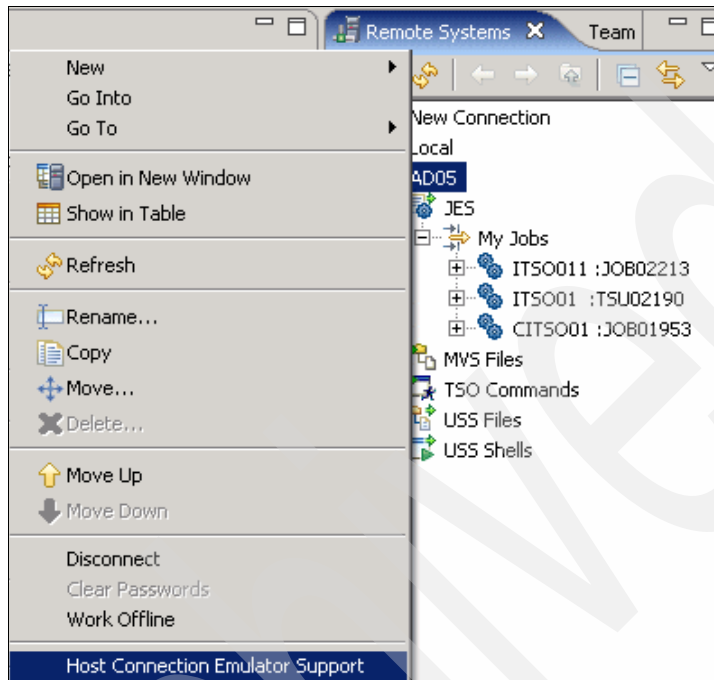 Remote Systems
Team
New
Go Into
Go To
Open in New Window
Show in Table
Refresh
Rename...
Copy
Move...
Delete...
Move Up
Move Down
Disconnect
Clear Passwords
Work Offline
Host Connection Emulator Support
New Connection
Local
AD05
JES
My Jobs
ITSO011 :JOB02213
ITSO01 :TSU02190
CITSO01 :JOB01953
MVS Files
TSO Commands
USS Files
USS Shells